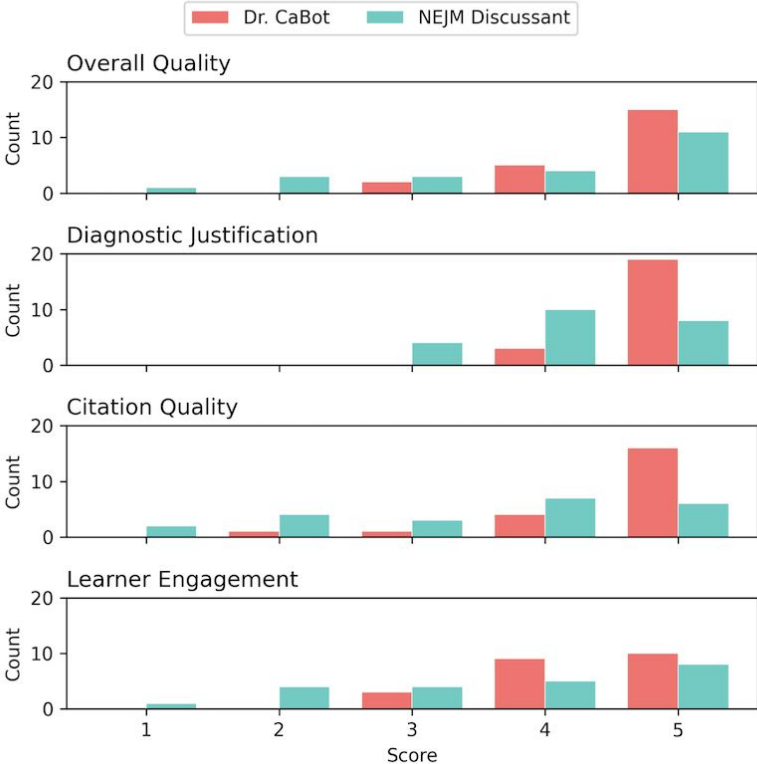 Dr. CaBot NEJM Discussant
Overall Quality
20
10
0
Count
Diagnostic Justification
20
10
0
Count
Citation Quality
20
10
0
Count
Learner Engagement
20
10
0
Count
1 2 3 4 5
Score